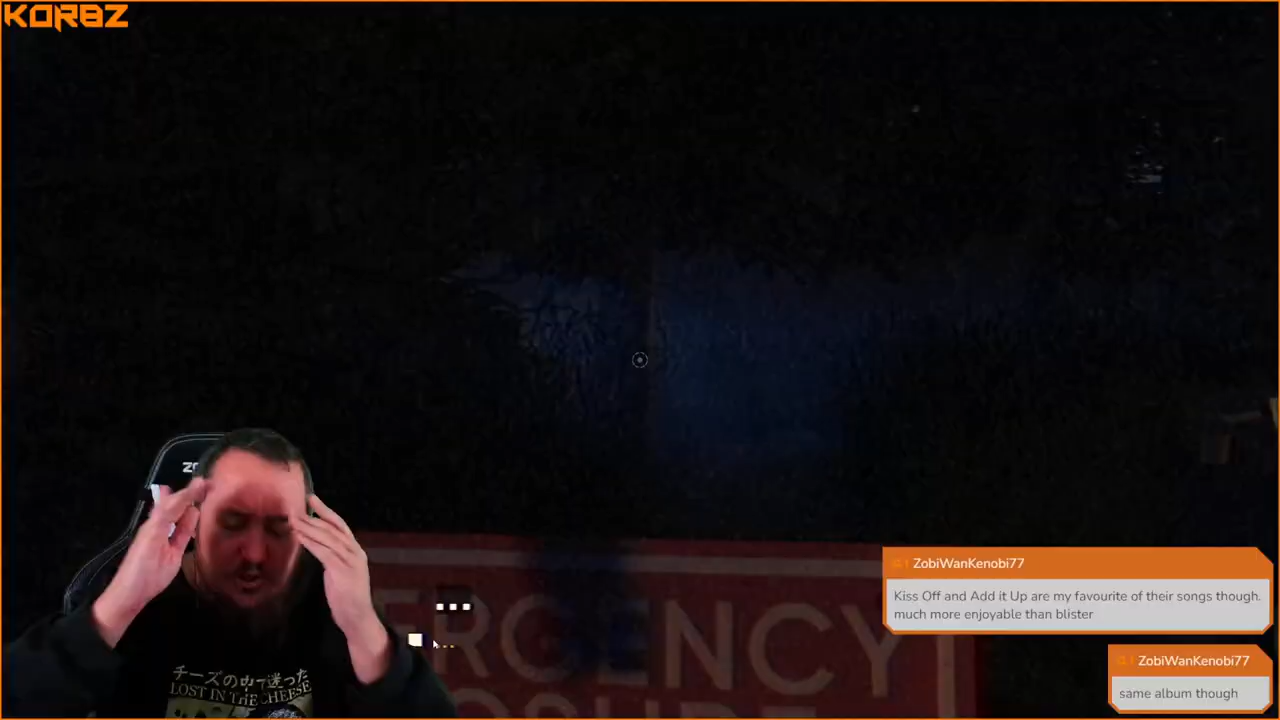 KORBZ
ZobiWanKenobi77
Kiss Off and Add it Up are my favourite of their songs though.
much more enjoyable than blister
ZobiWanKenobi77
same album though
チーズの中で迷った
LOST IN THE CHEESE